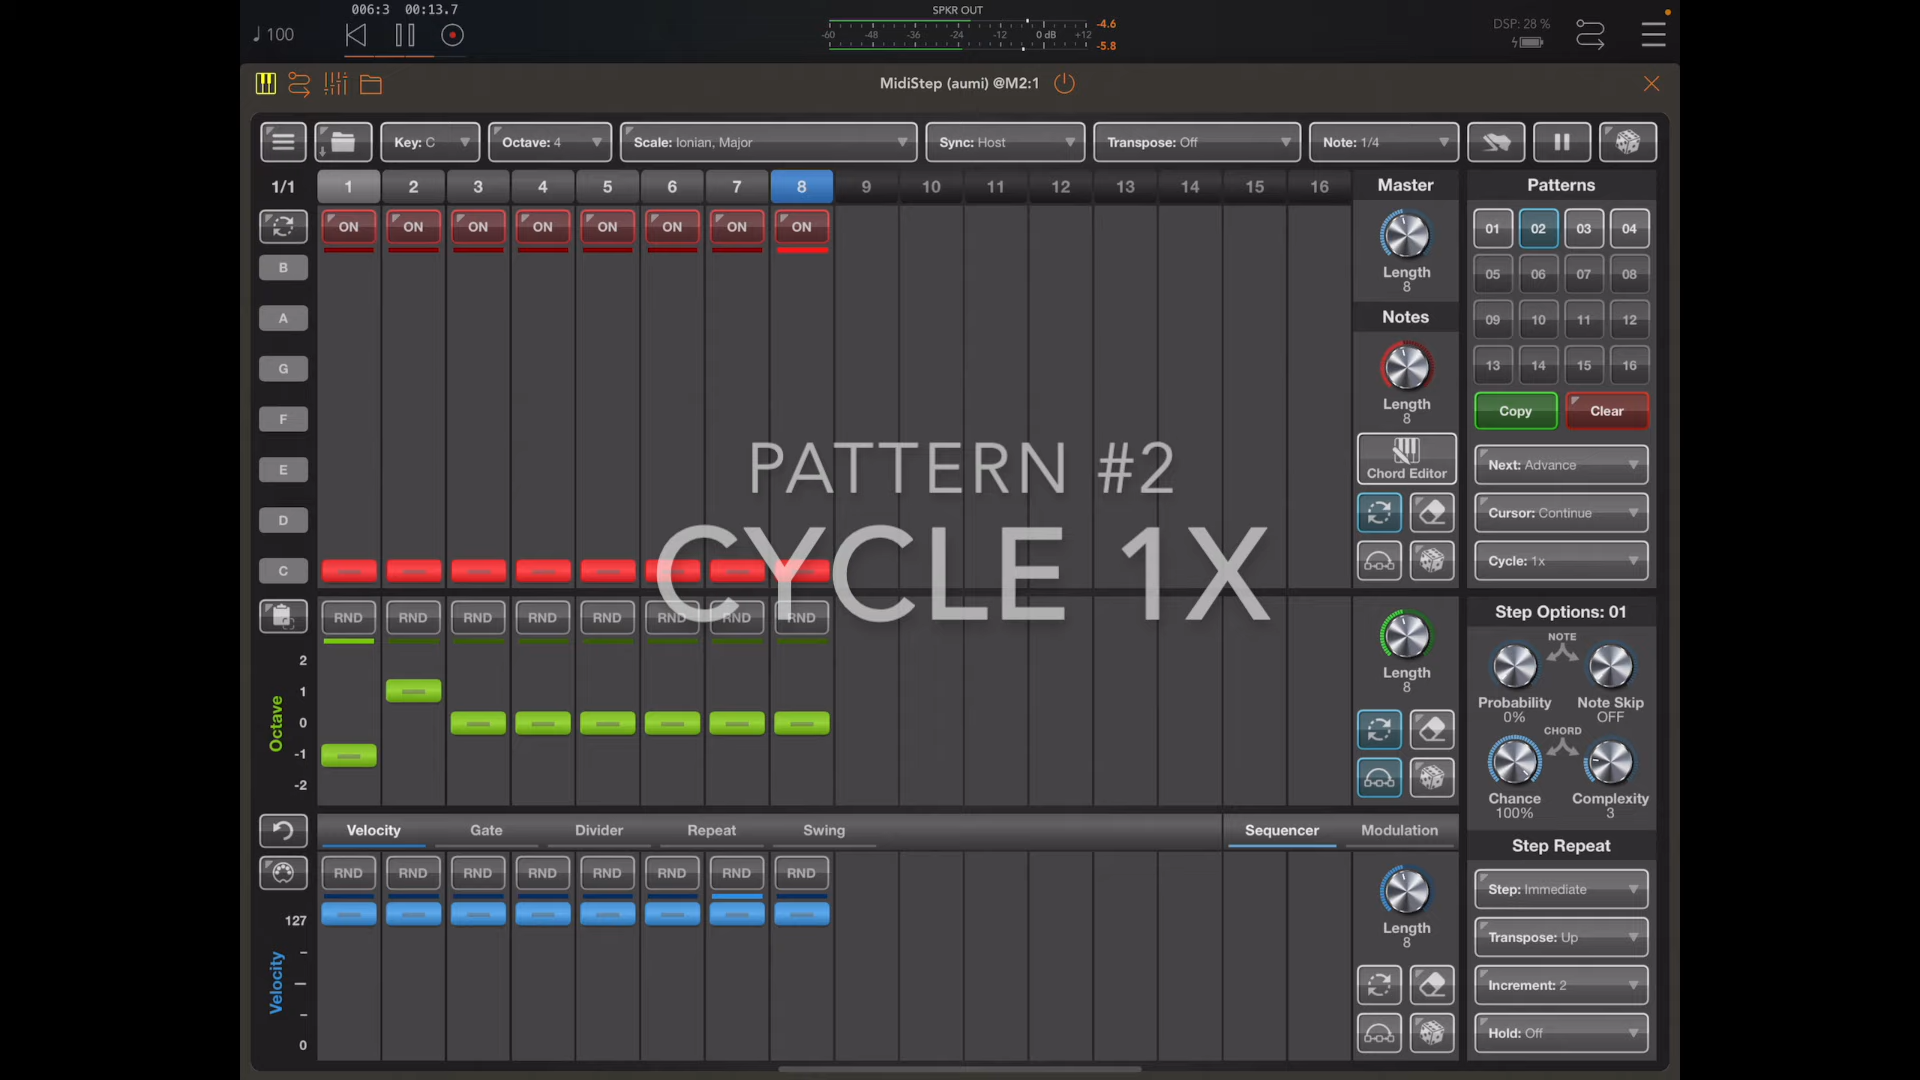 006:3 00:13.7
SPKR OUT
♩100
-60 -48 -36 -24 -12 0 dB +12
-4.6
-5.8
DSP: 28 %
MidiStep (aumi) @M2:1
Key: C
Octave: 4
Scale: Ionian, Major
Sync: Host
Transpose: Off
Note: 1/4
1/1 1 2 3 4 5 6 7 8 9 10 11 12 13 14 15 16
Master
Patterns
ON ON ON ON ON ON ON ON
01 02 03 04
05 06 07 08
09 10 11 12
13 14 15 16
Length
8
Notes
Length
8
B
A
G
F
E
D
C
Copy Clear
Chord Editor
Next: Advance
Cursor: Continue
Cycle: 1x
PATTERN #2
CYCLE 1X
RND RND RND RND RND RND RND RND
Octave
2
1
0
-1
-2
Length
8
Step Options: 01
NOTE
Probability
0%
Note Skip
OFF
CHORD
Chance
100%
Complexity
3
Velocity Gate Divider Repeat Swing Sequencer Modulation
RND RND RND RND RND RND RND RND
Velocity
127
0
Length
8
Step Repeat
Step: Immediate
Transpose: Up
Increment: 2
Hold: Off